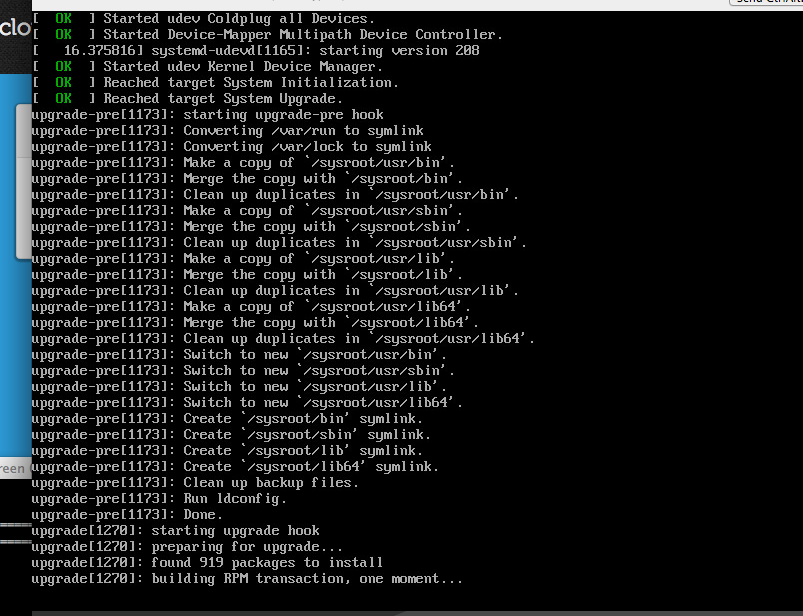 [  OK  ] Started udev Coldplug all Devices.
[  OK  ] Started Device-Mapper Multipath Device Controller.
[   16.375816] systemd-udevd[1165]: starting version 208
[  OK  ] Started udev Kernel Device Manager.
[  OK  ] Reached target System Initialization.
[  OK  ] Reached target System Upgrade.
upgrade-pre[1173]: starting upgrade-pre hook
upgrade-pre[1173]: Converting /var/run to symlink
upgrade-pre[1173]: Converting /var/lock to symlink
upgrade-pre[1173]: Make a copy of `/sysroot/usr/bin'.
upgrade-pre[1173]: Merge the copy with `/sysroot/bin'.
upgrade-pre[1173]: Clean up duplicates in `/sysroot/usr/bin'.
upgrade-pre[1173]: Make a copy of `/sysroot/usr/sbin'.
upgrade-pre[1173]: Merge the copy with `/sysroot/sbin'.
upgrade-pre[1173]: Clean up duplicates in `/sysroot/usr/sbin'.
upgrade-pre[1173]: Make a copy of `/sysroot/usr/lib'.
upgrade-pre[1173]: Merge the copy with `/sysroot/lib'.
upgrade-pre[1173]: Clean up duplicates in `/sysroot/usr/lib'.
upgrade-pre[1173]: Make a copy of `/sysroot/usr/lib64'.
upgrade-pre[1173]: Merge the copy with `/sysroot/lib64'.
upgrade-pre[1173]: Clean up duplicates in `/sysroot/usr/lib64'.
upgrade-pre[1173]: Switch to new `/sysroot/usr/bin'.
upgrade-pre[1173]: Switch to new `/sysroot/usr/sbin'.
upgrade-pre[1173]: Switch to new `/sysroot/usr/lib'.
upgrade-pre[1173]: Switch to new `/sysroot/usr/lib64'.
upgrade-pre[1173]: Create `/sysroot/bin' symlink.
upgrade-pre[1173]: Create `/sysroot/sbin' symlink.
upgrade-pre[1173]: Create `/sysroot/lib' symlink.
upgrade-pre[1173]: Create `/sysroot/lib64' symlink.
upgrade-pre[1173]: Clean up backup files.
upgrade-pre[1173]: Run ldconfig.
upgrade-pre[1173]: Done.
upgrade[1270]: starting upgrade hook
upgrade[1270]: preparing for upgrade...
upgrade[1270]: found 919 packages to install
upgrade[1270]: building RPM transaction, one moment...
clo
reen